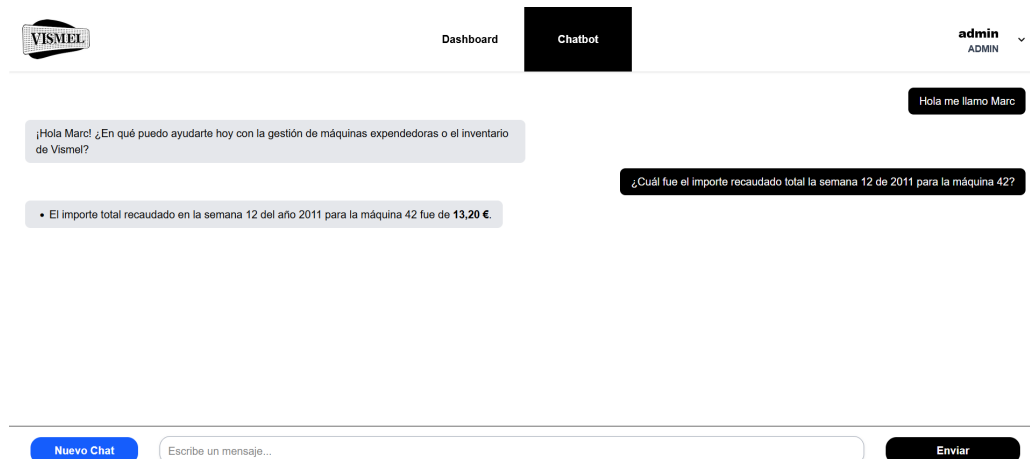 VISMEL
Dashboard
Chatbot
admin
ADMIN
Hola me llamo Marc
¡Hola Marc! ¿En qué puedo ayudarte hoy con la gestión de máquinas expendedoras o el inventario
de Vismel?
¿Cuál fue el importe recaudado total la semana 12 de 2011 para la máquina 42?
• El importe total recaudado en la semana 12 del año 2011 para la máquina 42 fue de 13,20 €.
Nuevo Chat
Escribe un mensaje...
Enviar